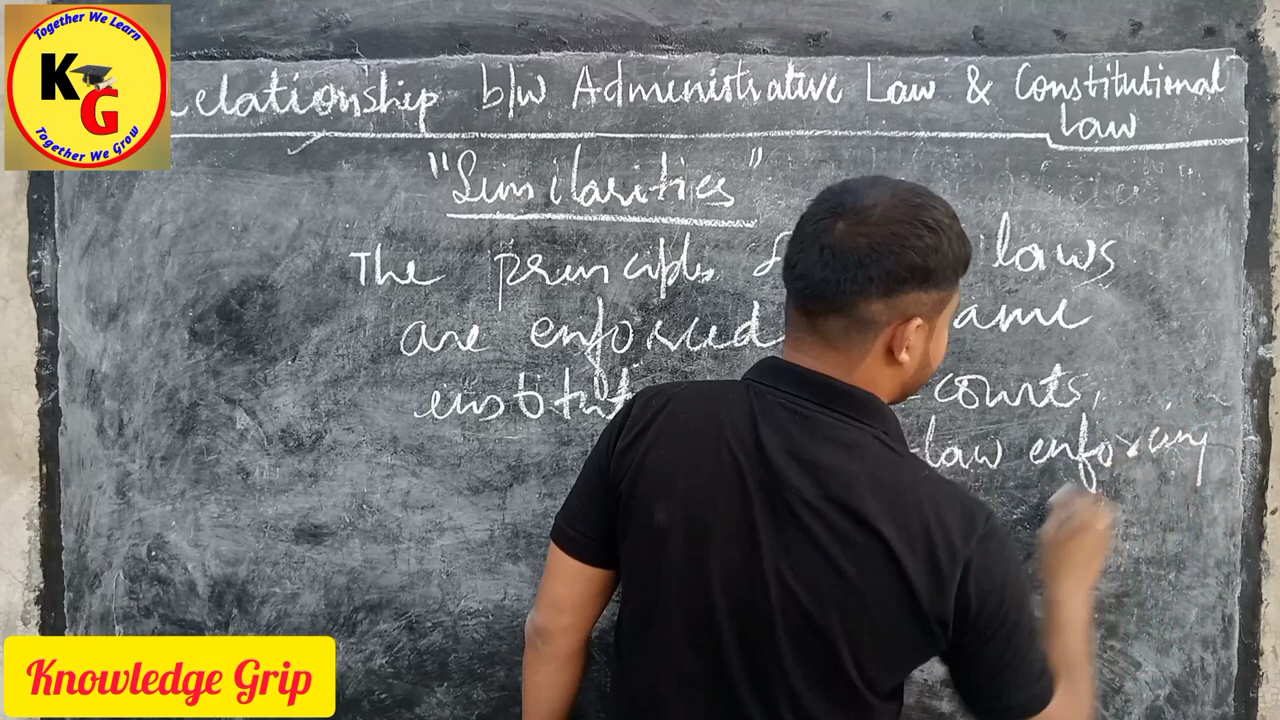 Together We Learn
KG
Together We Grow
elationship b/w Administrative Law & Constitutional
Law
"Similarities"
The principles laws
are enforced ame
institut courts,
law enforcing
Knowledge Grip